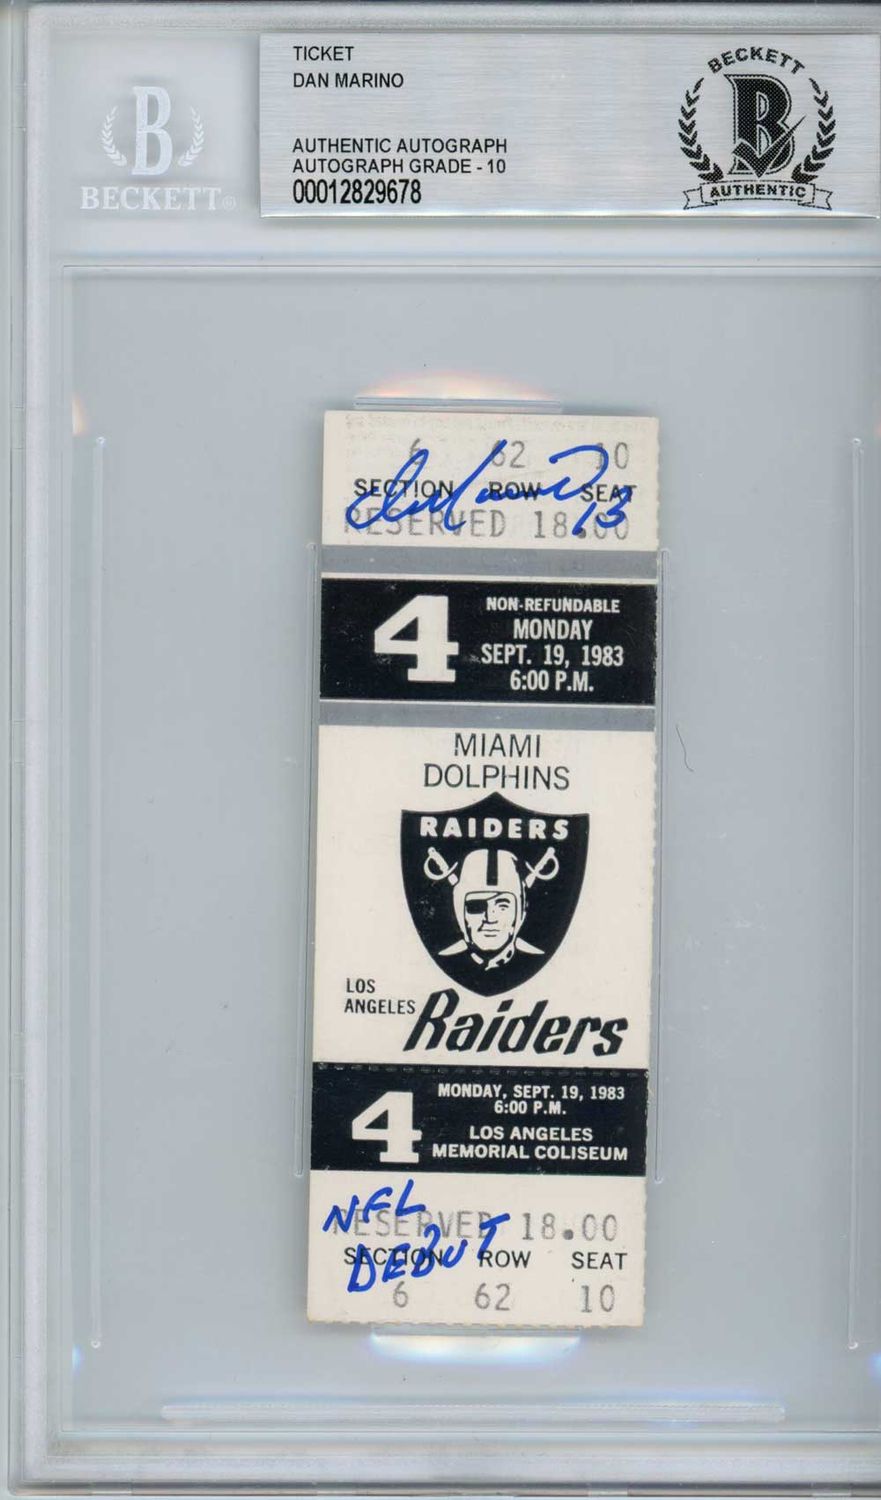 TICKET
DAN MARINO
AUTHENTIC AUTOGRAPH
AUTOGRAPH GRADE - 10
00012829678
B
BECKETT®
BECKETT
B
AUTHENTIC
6 62 10
SECTION ROW SEAT
RESERVED 18.00
13
4
NON-REFUNDABLE
MONDAY
SEPT. 19, 1983
6:00 P.M.
MIAMI
DOLPHINS
RAIDERS
LOS
ANGELES
Raiders
4
MONDAY, SEPT. 19, 1983
6:00 P.M.
LOS ANGELES
MEMORIAL COLISEUM
NFL
DEBUT
RESERVED 18.00
SECTION ROW SEAT
6 62 10